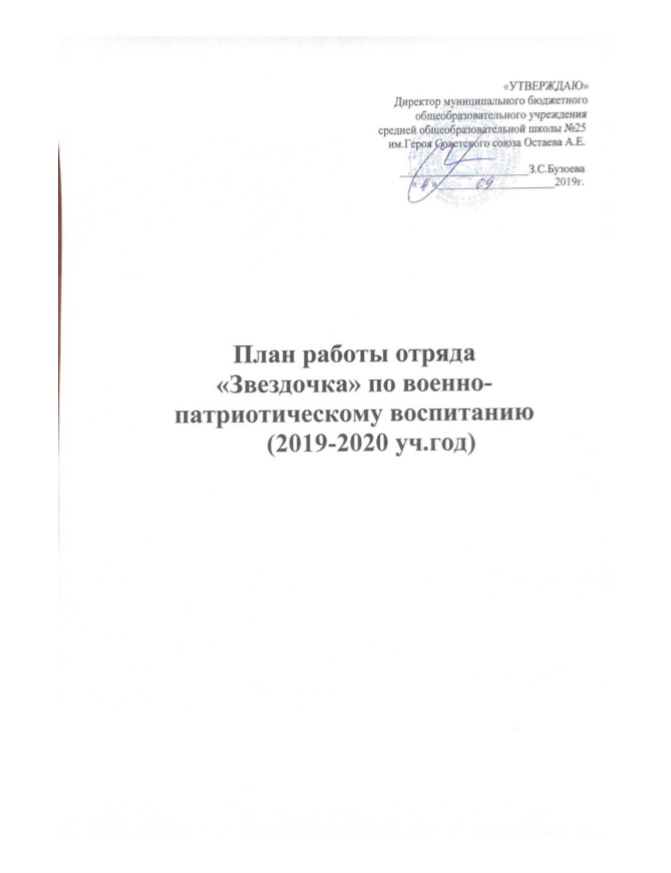 «УТВЕРЖДАЮ»
Директор муниципального бюджетного
общеобразовательного учреждения
средней общеобразовательной школы №25
им.Героя Советского союза Остаева А.Е.
З.С.Бузоева
« » 09 2019г.
План работы отряда
«Звездочка» по военно-
патриотическому воспитанию
(2019-2020 уч.год)